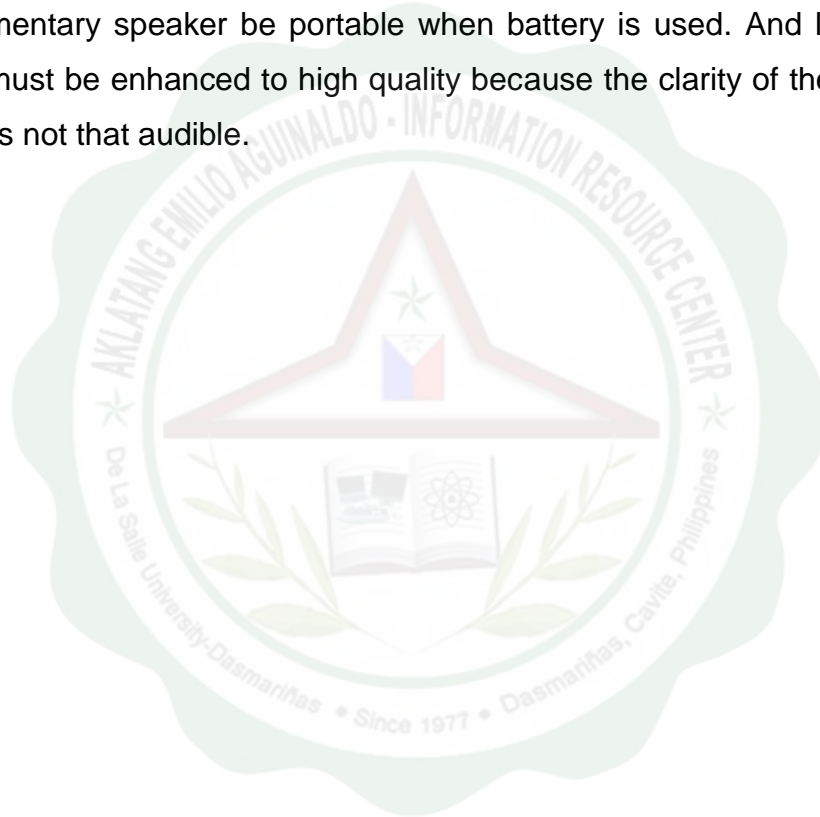 mentary speaker be portable when battery is used. And
must be enhanced to high quality because the clarity of the
s not that audible.
AKLATANG EMILIO AGUINALDO - INFORMATION RESOURCE CENTER
De La Salle University-Dasmariñas • Since 1977 • Dasmariñas, Cavite, Philippines